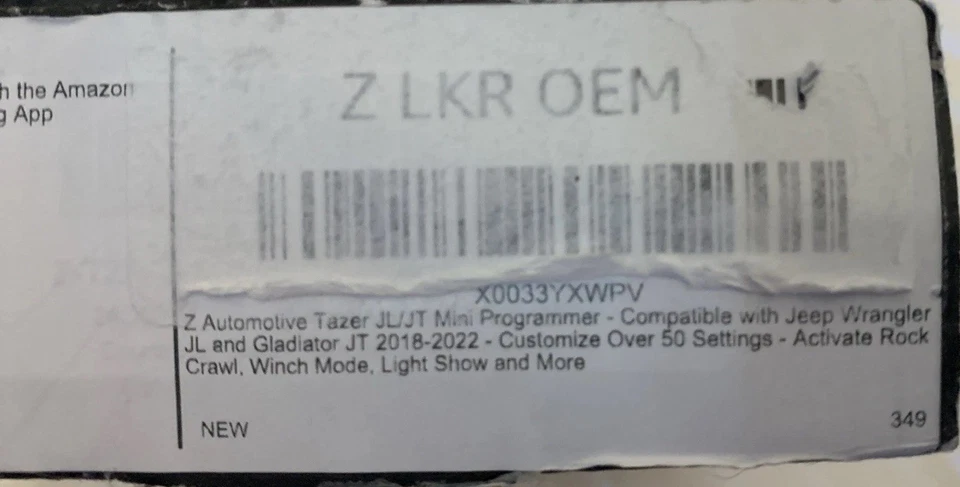 h the Amazon
g App
Z LKR OEM
X0033YXWPV
Z Automotive Tazer JL/JT Mini Programmer - Compatible with Jeep Wrangler
JL and Gladiator JT 2018-2022 - Customize Over 50 Settings - Activate Rock
Crawl, Winch Mode, Light Show and More
NEW
349